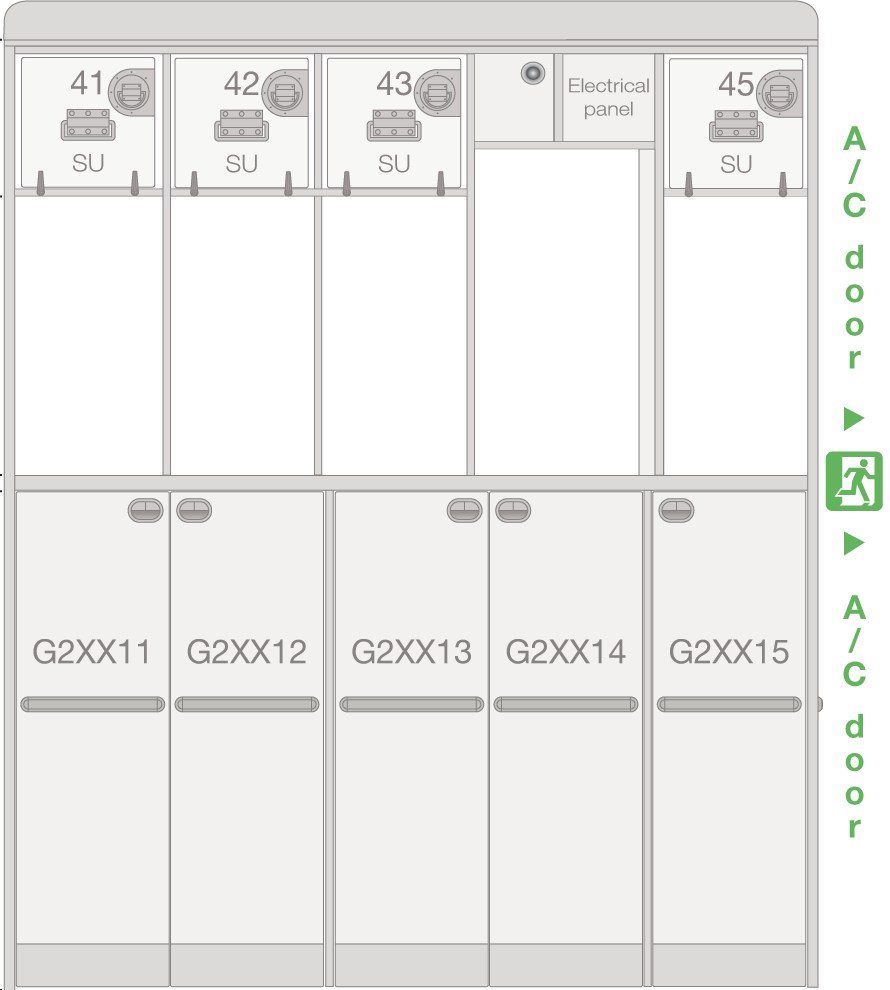 41
42
43
Electrical
panel
45
SU
SU
SU
SU
G2XX11
G2XX12
G2XX13
G2XX14
G2XX15
A/C door
A/C door